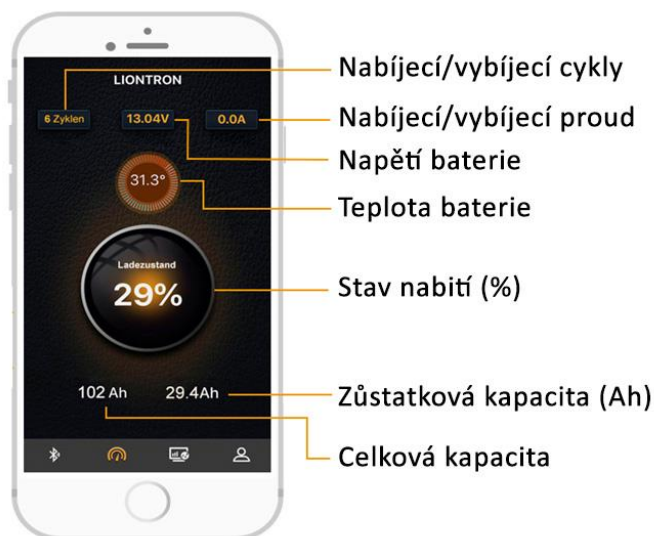 LIONTRON
6 Zyklen
13.04V
0.0A
31.3°
Ladezustand
29%
102 Ah
29.4Ah
Nabíjecí/vybíjecí cykly
Nabíjecí/vybíjecí proud
Napětí baterie
Teplota baterie
Stav nabití (%)
Zůstatková kapacita (Ah)
Celková kapacita